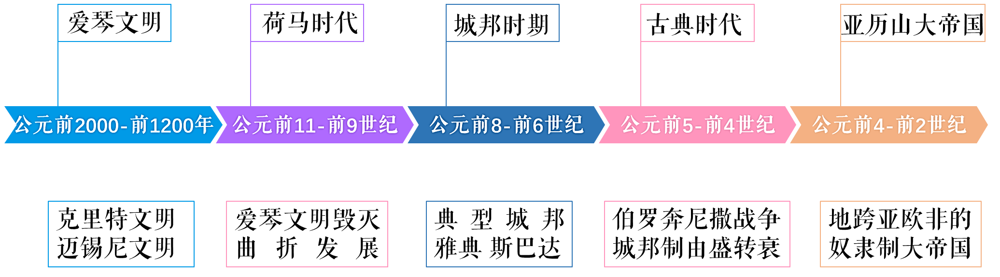 爱琴文明
荷马时代
城邦时期
古典时代
亚历山大帝国
公元前2000-前1200年
公元前11-前9世纪
公元前8-前6世纪
公元前5-前4世纪
公元前4-前2世纪
克里特文明
迈锡尼文明
爱琴文明毁灭
曲折发展
典型城邦
雅典 斯巴达
伯罗奔尼撒战争
城邦制由盛转衰
地跨亚欧非的
奴隶制大帝国